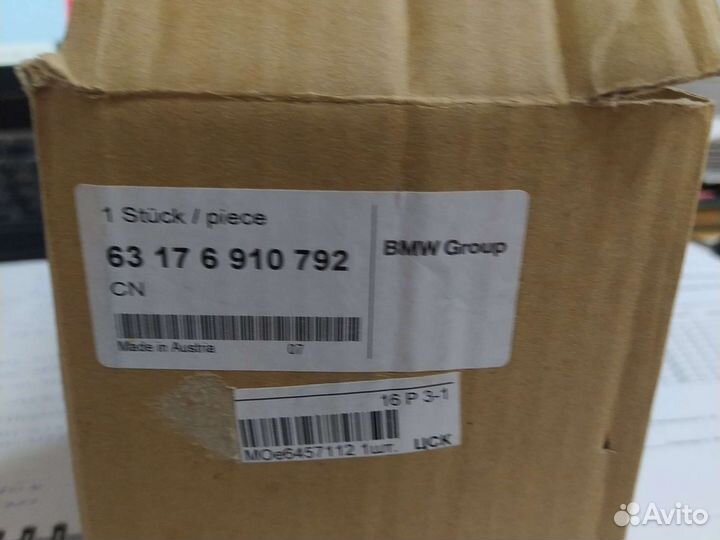 1 Stück / piece
63 17 6 910 792
BMW Group
CN
Made in Austria 07
16 P 3-1
MOe6457112 1шт. ЦСК
Avito